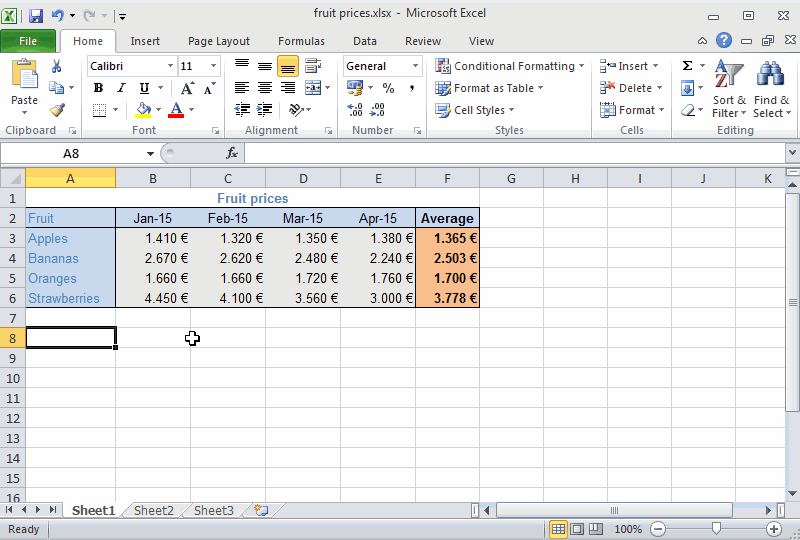 fruit prices.xlsx - Microsoft Excel
File Home Insert Page Layout Formulas Data Review View
Paste
Calibri 11
B I U A A
A
General
% ,
Conditional Formatting
Format as Table
Cell Styles
Insert
Delete
Format
Σ
Sort & Filter
Find & Select
Clipboard Font Alignment Number Styles Cells Editing
A8 fx
A B C D E F G H I J K
1 Fruit prices
2 Fruit Jan-15 Feb-15 Mar-15 Apr-15 Average
3 Apples 1.410 € 1.320 € 1.350 € 1.380 € 1.365 €
4 Bananas 2.670 € 2.620 € 2.480 € 2.240 € 2.503 €
5 Oranges 1.660 € 1.660 € 1.720 € 1.760 € 1.700 €
6 Strawberries 4.450 € 4.100 € 3.560 € 3.000 € 3.778 €
7
8
9
10
11
12
13
14
15
16
Sheet1 Sheet2 Sheet3
Ready 100%